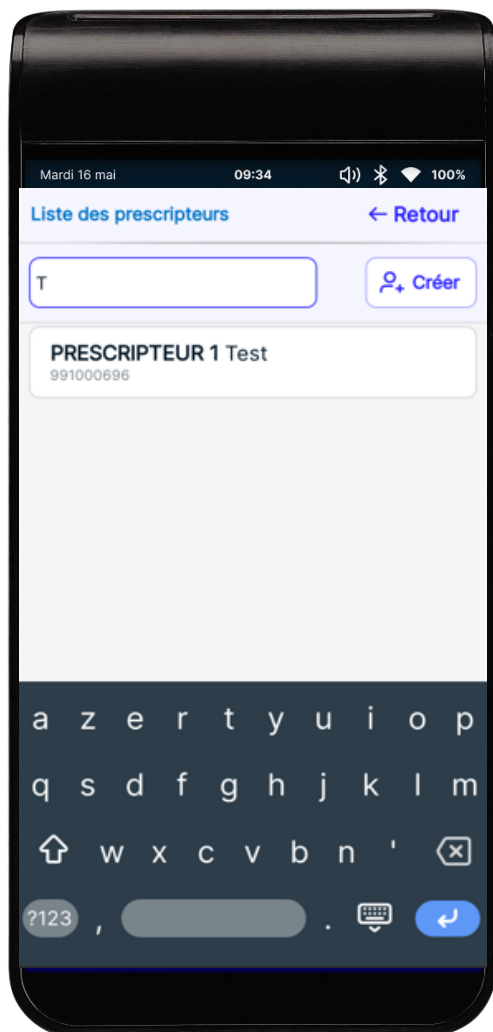 Mardi 16 mai 09:34 100%
Liste des prescripteurs ← Retour
T Créer
PRESCRIPTEUR 1 Test
991000696
a z e r t y u i o p
q s d f g h j k l m
w x c v b n '
?123 , .